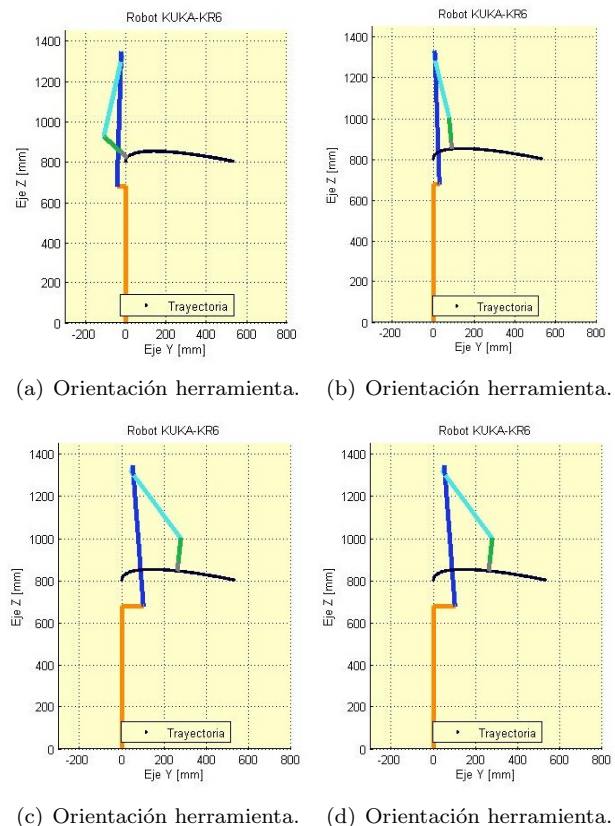 Robot KUKA-KR6
1400
1200
1000
800
600
400
200
0
Eje Z [mm]
-200 0 200 400 600 800
Eje Y [mm]
Trayectoria
(a) Orientación herramienta.
Robot KUKA-KR6
1400
1200
1000
800
600
400
200
0
Eje Z [mm]
-200 0 200 400 600 800
Eje Y [mm]
Trayectoria
(b) Orientación herramienta.
Robot KUKA-KR6
1400
1200
1000
800
600
400
200
0
Eje Z [mm]
-200 0 200 400 600 800
Eje Y [mm]
Trayectoria
(c) Orientación herramienta.
Robot KUKA-KR6
1400
1200
1000
800
600
400
200
0
Eje Z [mm]
-200 0 200 400 600 800
Eje Y [mm]
Trayectoria
(d) Orientación herramienta.